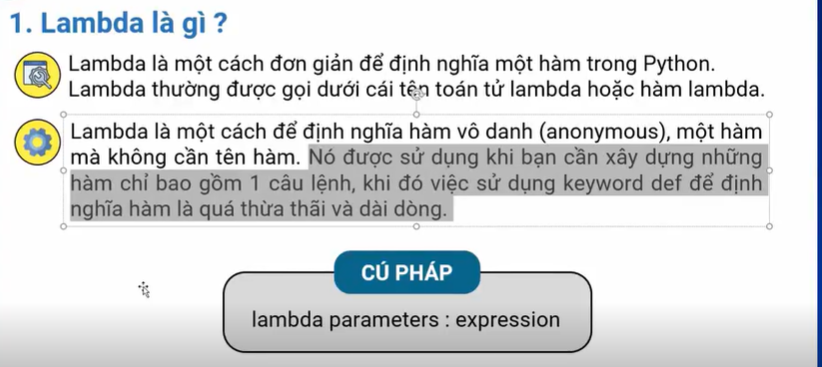 1. Lambda là gì ?
Lambda là một cách đơn giản để định nghĩa một hàm trong Python.
Lambda thường được gọi dưới cái tên toán tử lambda hoặc hàm lambda.
Lambda là một cách để định nghĩa hàm vô danh (anonymous), một hàm
mà không cần tên hàm. Nó được sử dụng khi bạn cần xây dựng những
hàm chỉ bao gồm 1 câu lệnh, khi đó việc sử dụng keyword def để định
nghĩa hàm là quá thừa thãi và dài dòng.
CÚ PHÁP
lambda parameters : expression